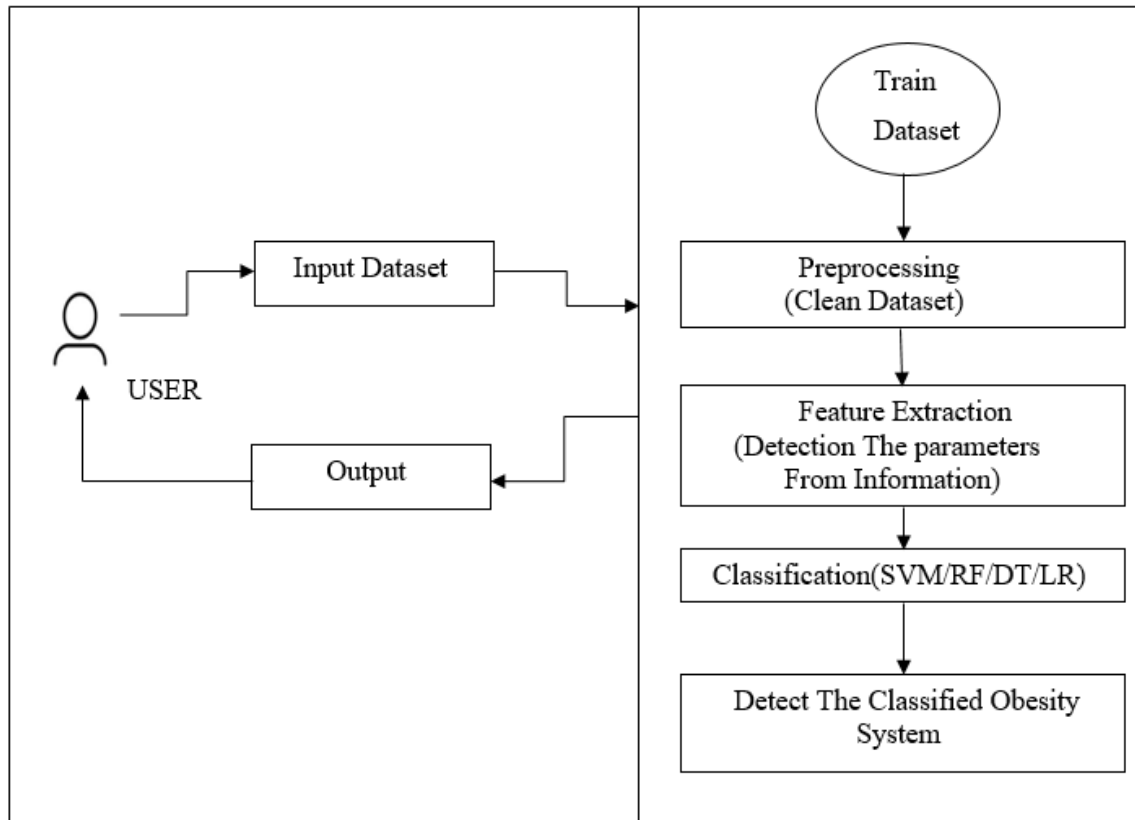 Input Dataset
USER
Output
Train
Dataset
Preprocessing
(Clean Dataset)
Feature Extraction
(Detection The parameters
From Information)
Classification(SVM/RF/DT/LR)
Detect The Classified Obesity
System